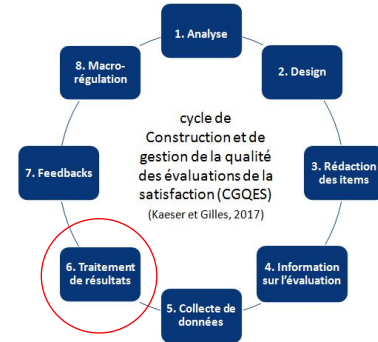 1. Analyse
2. Design
3. Rédaction
des items
4. Information
sur l'évaluation
5. Collecte de
données
6. Traitement
de résultats
7. Feedbacks
8. Macro-
régulation
cycle de
Construction et de
gestion de la qualité
des évaluations de la
satisfaction (CGQES)
(Kaeser et Gilles, 2017)